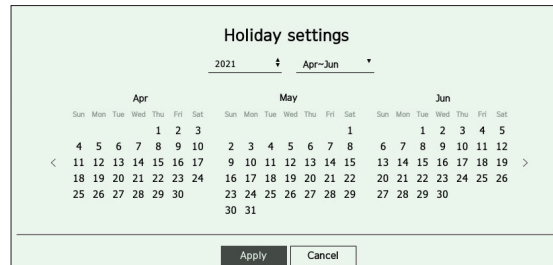 Holiday settings
2021 Apr~Jun
Apr May Jun
Sun Mon Tue Wed Thu Fri Sat Sun Mon Tue Wed Thu Fri Sat Sun Mon Tue Wed Thu Fri Sat
1 2 3 1 1 2 3 4 5
4 5 6 7 8 9 10 2 3 4 5 6 7 8 6 7 8 9 10 11 12
< 11 12 13 14 15 16 17 9 10 11 12 13 14 15 13 14 15 16 17 18 19 >
18 19 20 21 22 23 24 16 17 18 19 20 21 22 20 21 22 23 24 25 26
25 26 27 28 29 30 23 24 25 26 27 28 29 27 28 29 30
30 31
Apply Cancel